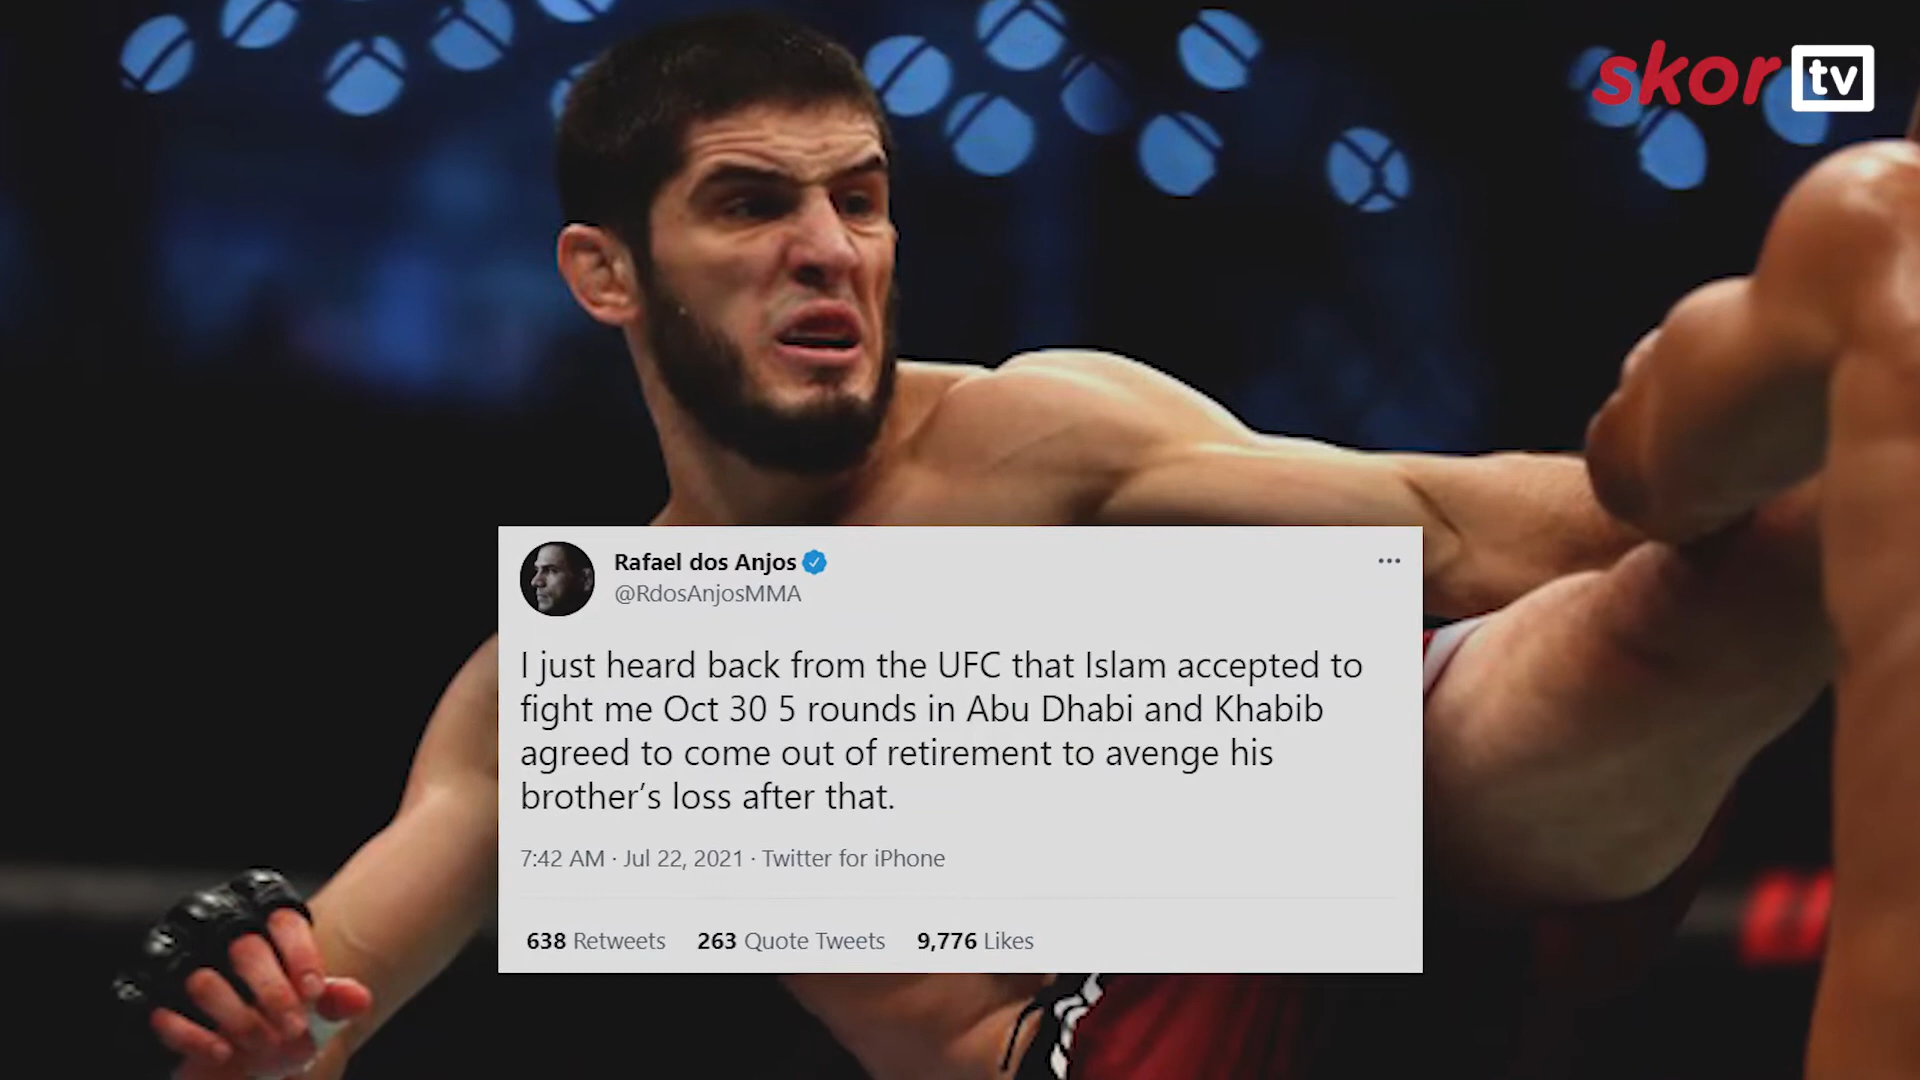 skor tv
Rafael dos Anjos
@RdosAnjosMMA
I just heard back from the UFC that Islam accepted to
fight me Oct 30 5 rounds in Abu Dhabi and Khabib
agreed to come out of retirement to avenge his
brother’s loss after that.
7:42 AM · Jul 22, 2021 · Twitter for iPhone
638 Retweets 263 Quote Tweets 9,776 Likes